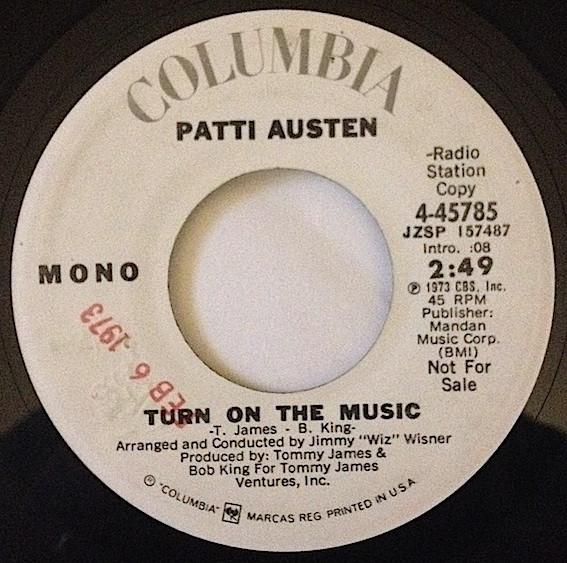 COLUMBIA
PATTI AUSTEN
-Radio
Station
Copy
4-45785
JZSP 157487
Intro. :08
2:49
℗ 1973 CBS, Inc.
45 RPM
Publisher:
Mandan
Music Corp.
(BMI)
Not For
Sale
MONO
FEB 6 1973
TURN ON THE MUSIC
-T. James - B. King-
Arranged and Conducted by Jimmy "Wiz" Wisner
Produced by: Tommy James &
Bob King For Tommy James
Ventures, Inc.
® "COLUMBIA" MARCAS REG. PRINTED IN U.S.A.